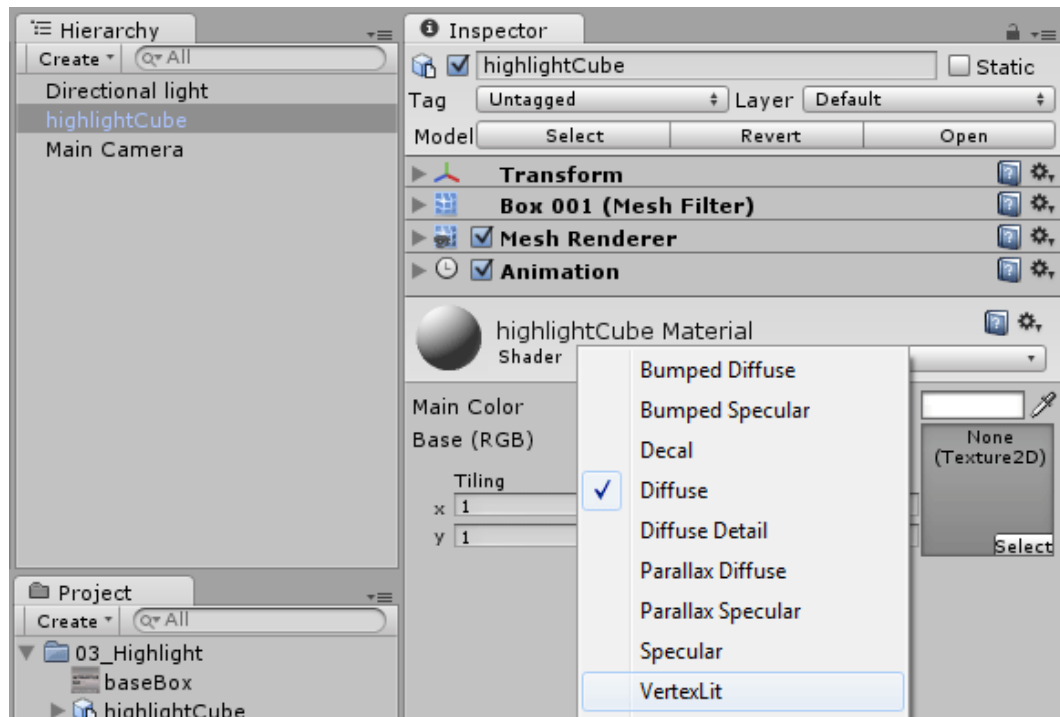 Hierarchy
Create
All
Directional light
highlightCube
Main Camera
Project
Create
All
03_Highlight
baseBox
highlightCube
Inspector
highlightCube
Static
Tag Untagged Layer Default
Model Select Revert Open
Transform
Box 001 (Mesh Filter)
Mesh Renderer
Animation
highlightCube Material
Shader
Main Color
Base (RGB)
None
(Texture2D)
Tiling
x 1
y 1
Select
Bumped Diffuse
Bumped Specular
Decal
Diffuse
Diffuse Detail
Parallax Diffuse
Parallax Specular
Specular
VertexLit